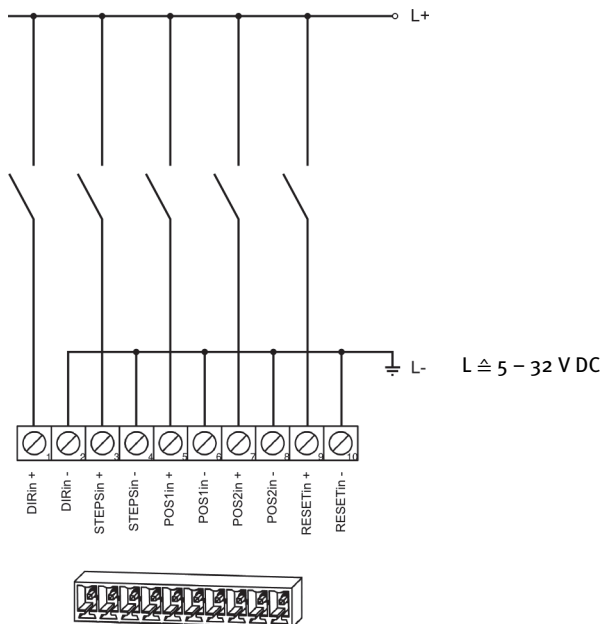 L+
L-
L ≙ 5 – 32 V DC
1
2
3
4
5
6
7
8
9
10
DIRin +
DIRin -
STEPSin +
STEPSin -
POS1in +
POS1in -
POS2in +
POS2in -
RESETin +
RESETin -